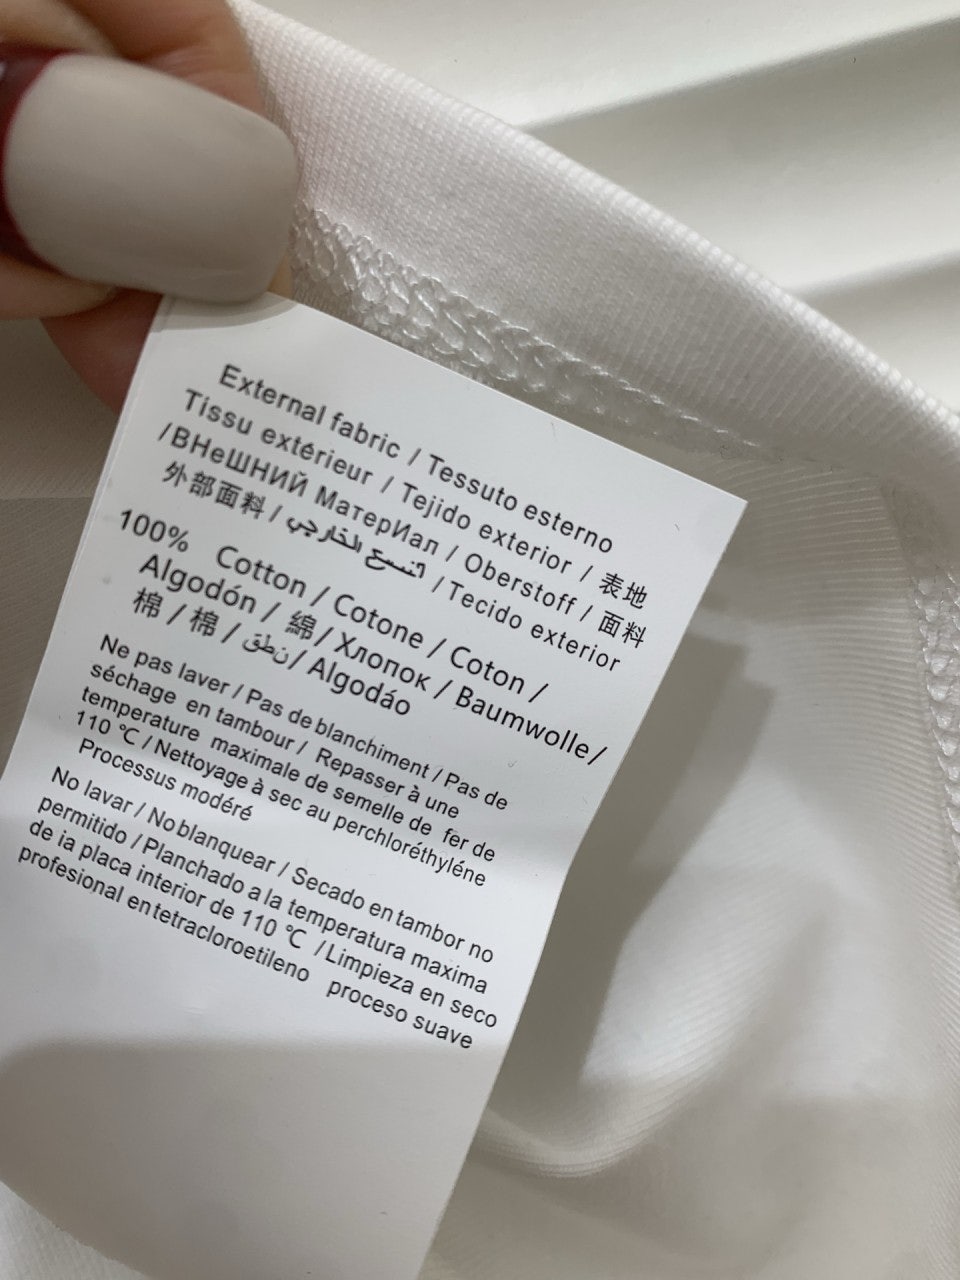 External fabric / Tessuto esterno
Tissu extérieur / Tejido exterior / 表地
/ВНеШНИЙ МатерИал / Oberstoff / 面料
外部面料 / الخارجي / Tecido exterior
100% Cotton / Cotone / Coton /
Algodón / 綿/ Хлопок / Baumwolle/
棉 / 棉 / نطق / Algodáo
Ne pas laver / Pas de blanchiment / Pas de
séchage en tambour / Repasser à une
temperature maximale de semelle de fer de
110 ℃ / Nettoyage à sec au perchloréthyléne
Processus modéré
No lavar / No blanquear / Secado en tambor no
permitido / Planchado a la temperatura maxima
de ia placa interior de 110 ℃ / Limpieza en seco
profesional en tetracloroetileno proceso suave